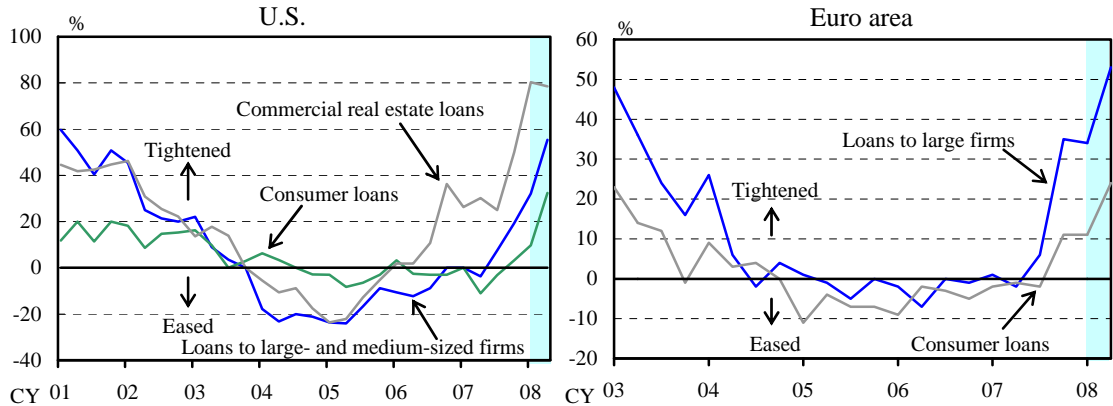 U.S.
%
100
80
60
40
20
0
-20
-40
Commercial real estate loans
Tightened
Consumer loans
Eased
Loans to large- and medium-sized firms
CY 01 02 03 04 05 06 07 08
Euro area
%
60
50
40
30
20
10
0
-10
-20
Loans to large firms
Tightened
Eased
Consumer loans
CY 03 04 05 06 07 08